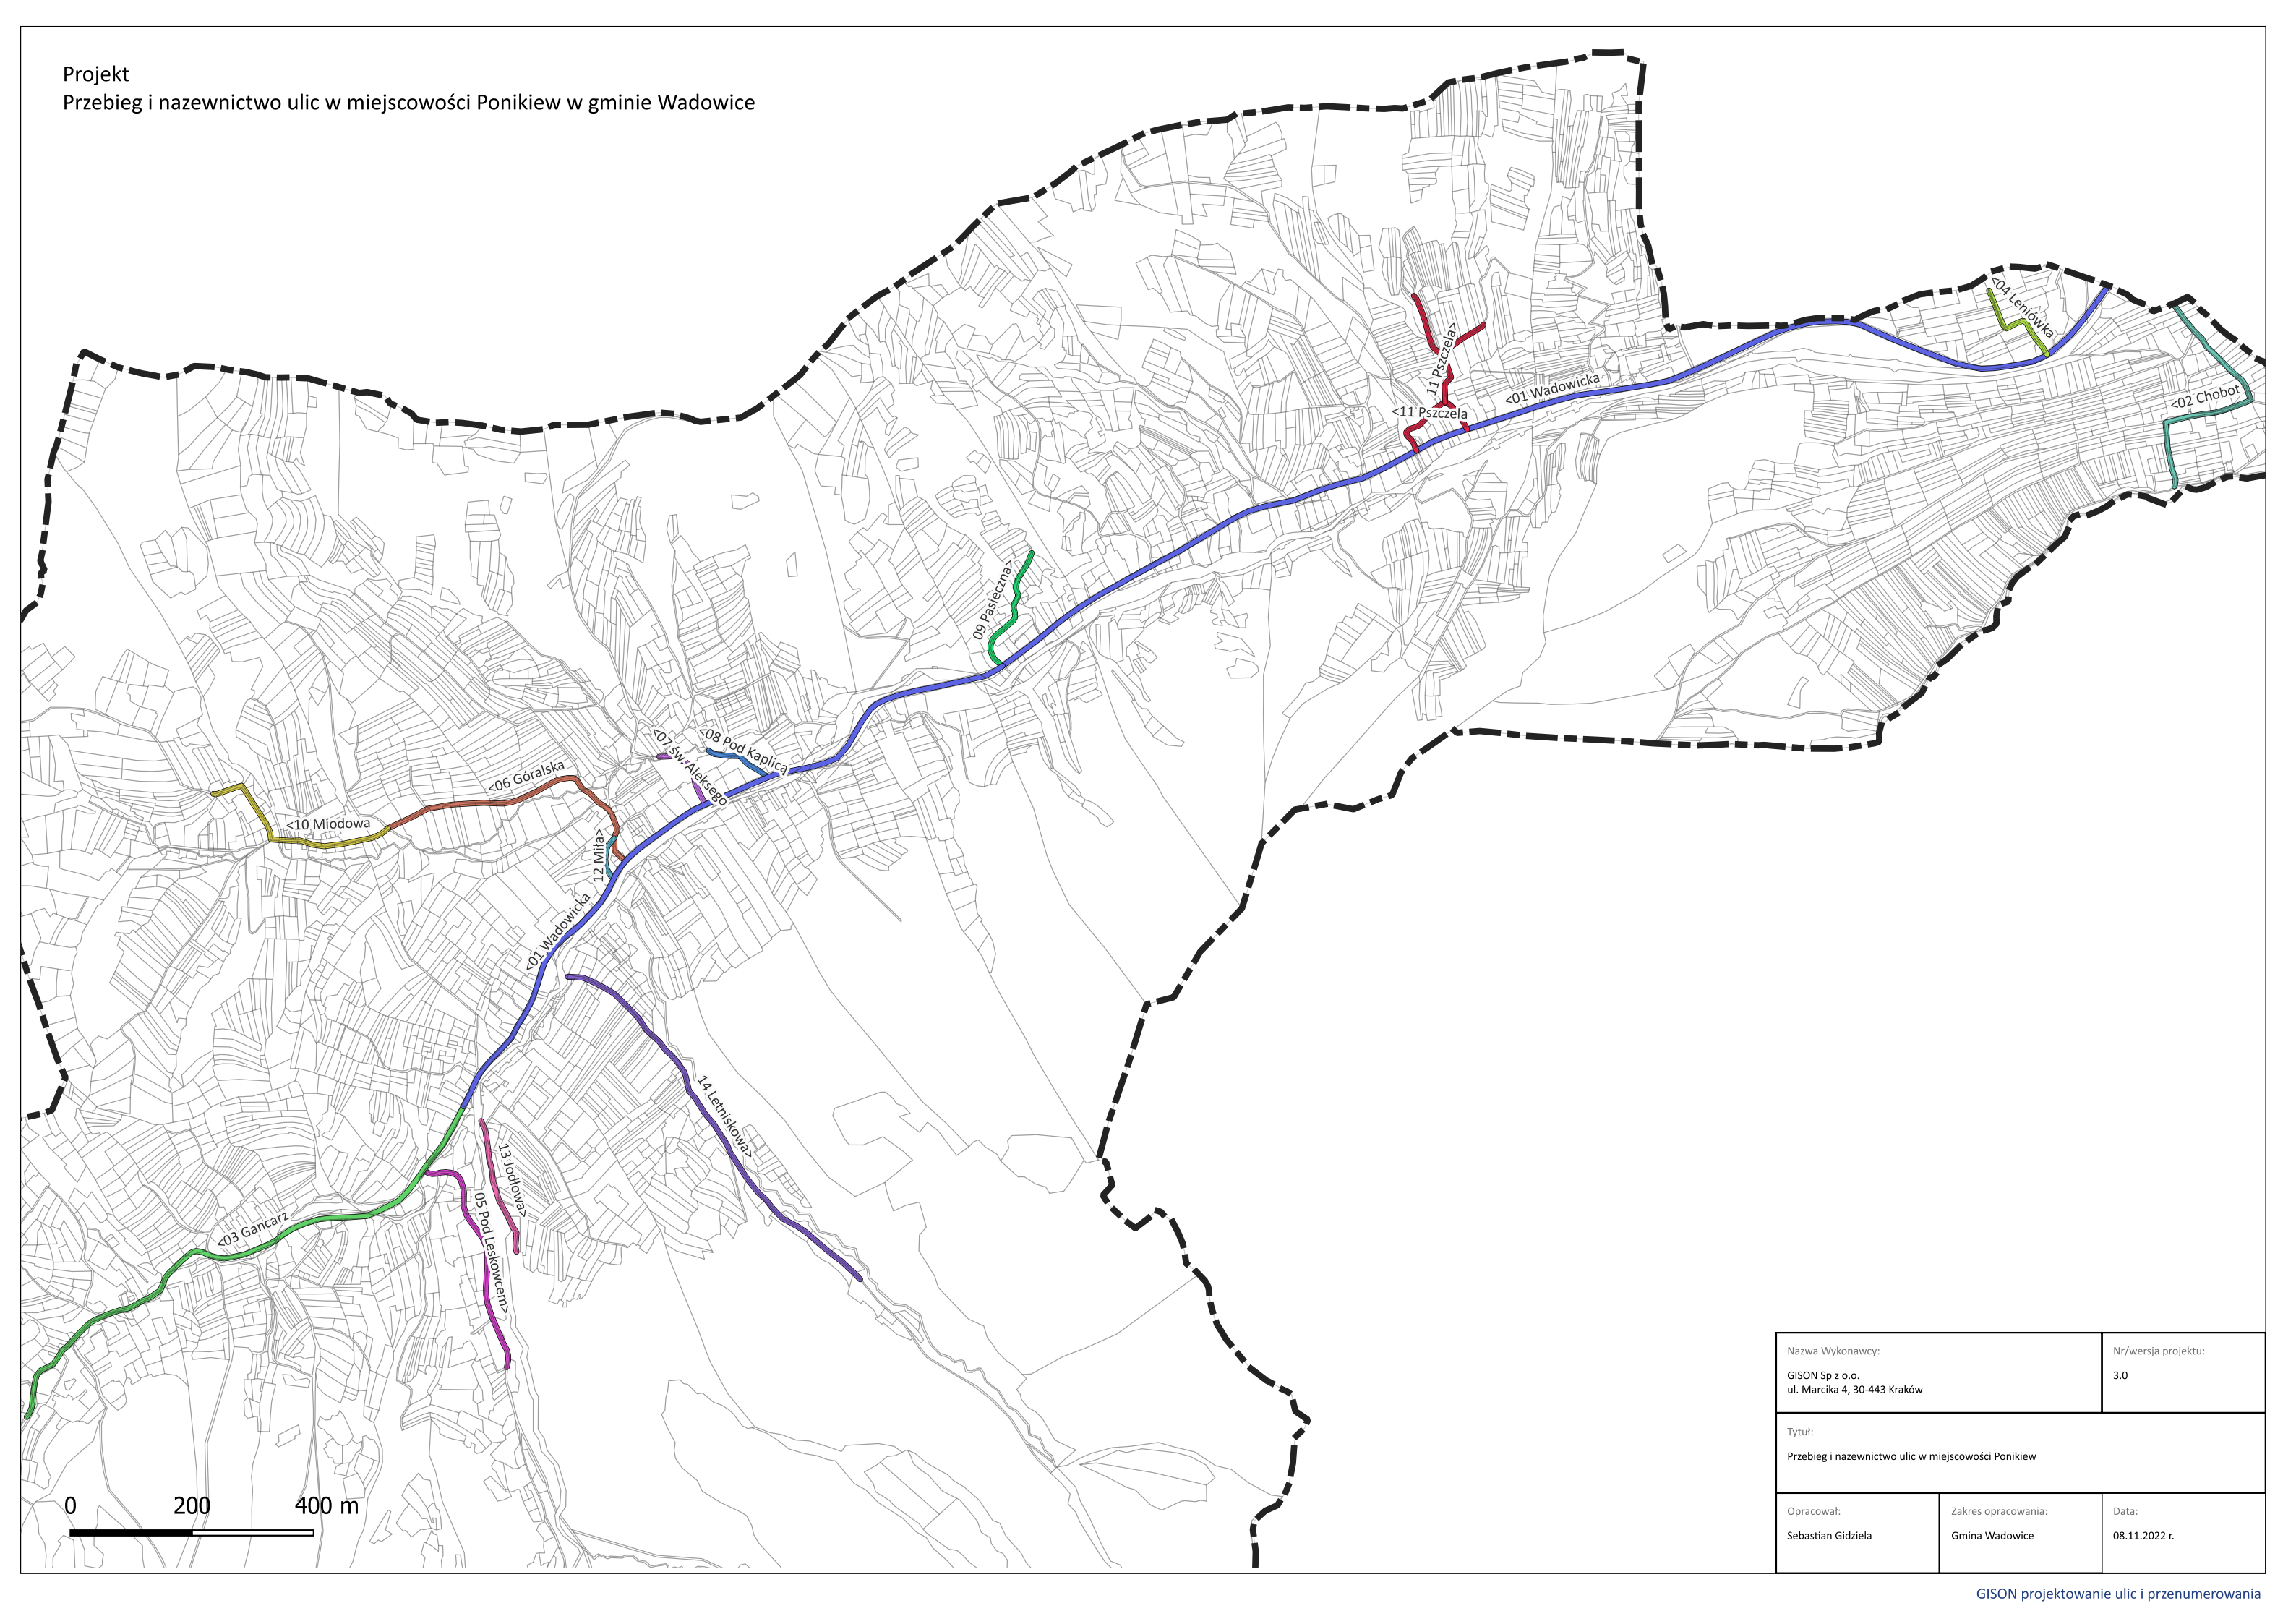 Projekt
Przebieg i nazewnictwo ulic w miejscowości Ponikiew w gminie Wadowice
<04 Leniówka
<02 Chobot
11 Pszczela>
<11 Pszczela
<01 Wadowicka
09 Pasieczna>
<07 św. Aleksego
<08 Pod Kaplicą
<06 Góralska
<10 Miodowa
12 Miła>
<01 Wadowicka
14 Letniskowa>
13 Jodłowa>
05 Pod Leskowcem>
<03 Gancarz
0 200 400 m
Nazwa Wykonawcy:
GISON Sp z o.o.
ul. Marcika 4, 30-443 Kraków
Nr/wersja projektu:
3.0
Tytuł:
Przebieg i nazewnictwo ulic w miejscowości Ponikiew
Opracował:
Sebastian Gidziela
Zakres opracowania:
Gmina Wadowice
Data:
08.11.2022 r.
GISON projektowanie ulic i przenumerowania